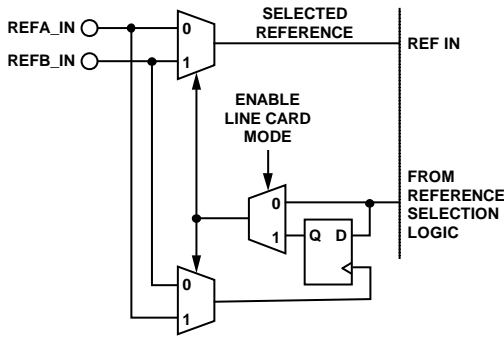 REFA_IN
REFB_IN
0
1
SELECTED
REFERENCE
REF IN
ENABLE
LINE CARD
MODE
0
1
Q D
FROM
REFERENCE
SELECTION
LOGIC
0
1